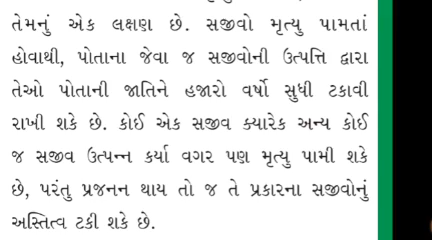 તેમનું એક લક્ષણ છે. સજીવો મૃત્યુ પામતાં
હોવાથી, પોતાના જેવા જ સજીવોની ઉત્પત્તિ દ્વારા
તેઓ પોતાની જાતિને હજારો વર્ષો સુધી ટકાવી
રાખી શકે છે. કોઈ એક સજીવ ક્યારેક અન્ય કોઈ
જ સજીવ ઉત્પન્ન કર્યા વગર પણ મૃત્યુ પામી શકે
છે, પરંતુ પ્રજનન થાય તો જ તે પ્રકારના સજીવોનું
અસ્તિત્વ ટકી શકે છે.